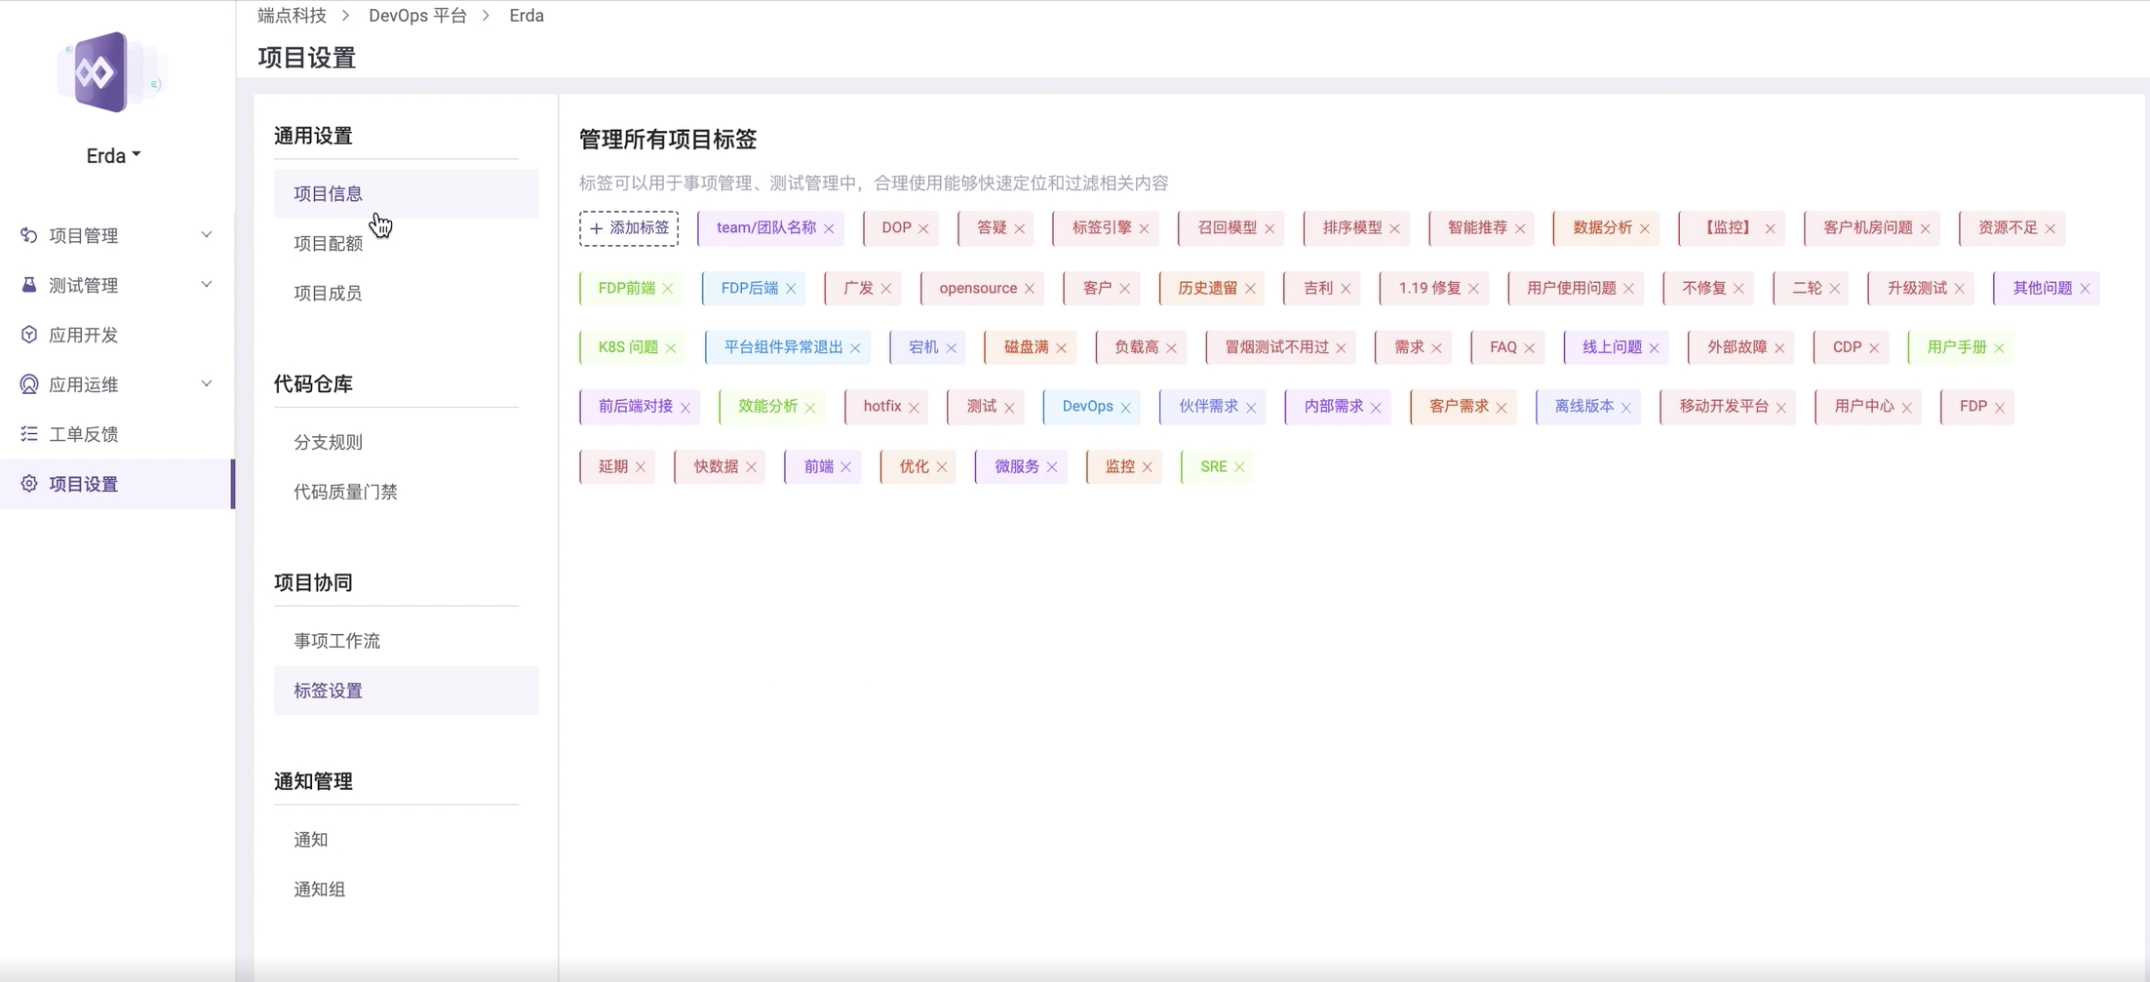 端点科技 > DevOps 平台 > Erda
项目设置
Erda
项目管理
测试管理
应用开发
应用运维
工单反馈
项目设置
通用设置
项目信息
项目配额
项目成员
代码仓库
分支规则
代码质量门禁
项目协同
事项工作流
标签设置
通知管理
通知
通知组
管理所有项目标签
标签可以用于事项管理、测试管理中，合理使用能够快速定位和过滤相关内容
+ 添加标签 team/团队名称 × DOP × 答疑 × 标签引擎 × 召回模型 × 排序模型 × 智能推荐 × 数据分析 × 【监控】 × 客户机房问题 × 资源不足 ×
FDP前端 × FDP后端 × 广发 × opensource × 客户 × 历史遗留 × 吉利 × 1.19 修复 × 用户使用问题 × 不修复 × 二轮 × 升级测试 × 其他问题 ×
K8S 问题 × 平台组件异常退出 × 宕机 × 磁盘满 × 负载高 × 冒烟测试不用过 × 需求 × FAQ × 线上问题 × 外部故障 × CDP × 用户手册 ×
前后端对接 × 效能分析 × hotfix × 测试 × DevOps × 伙伴需求 × 内部需求 × 客户需求 × 离线版本 × 移动开发平台 × 用户中心 × FDP ×
延期 × 快数据 × 前端 × 优化 × 微服务 × 监控 × SRE ×